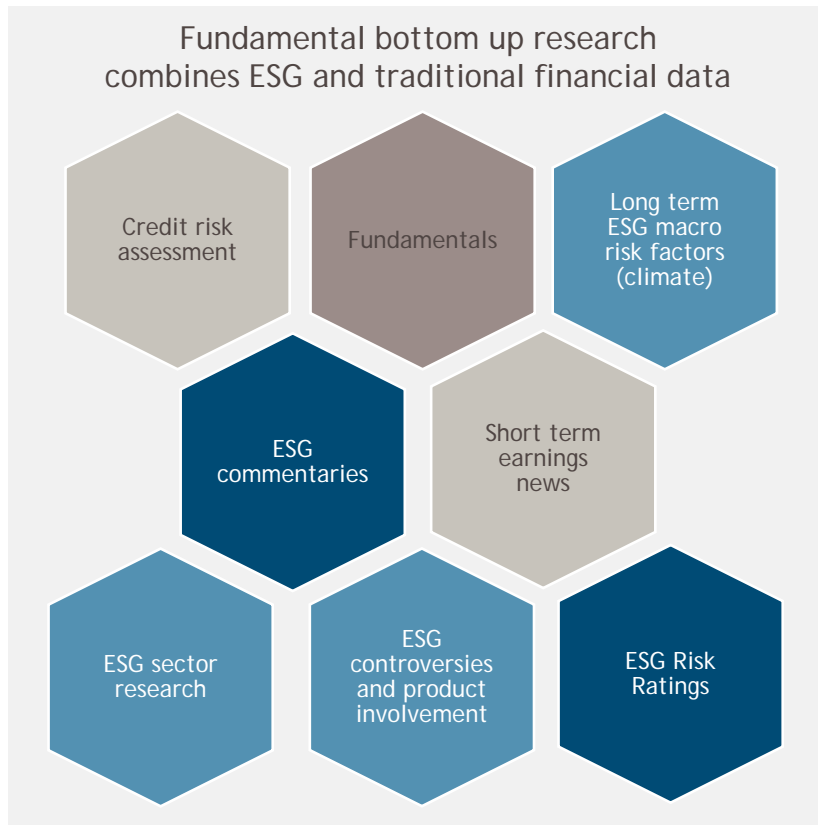 Fundamental bottom up research
combines ESG and traditional financial data
Credit risk
assessment
Fundamentals
Long term
ESG macro
risk factors
(climate)
ESG
commentaries
Short term
earnings
news
ESG sector
research
ESG
controversies
and product
involvement
ESG Risk
Ratings